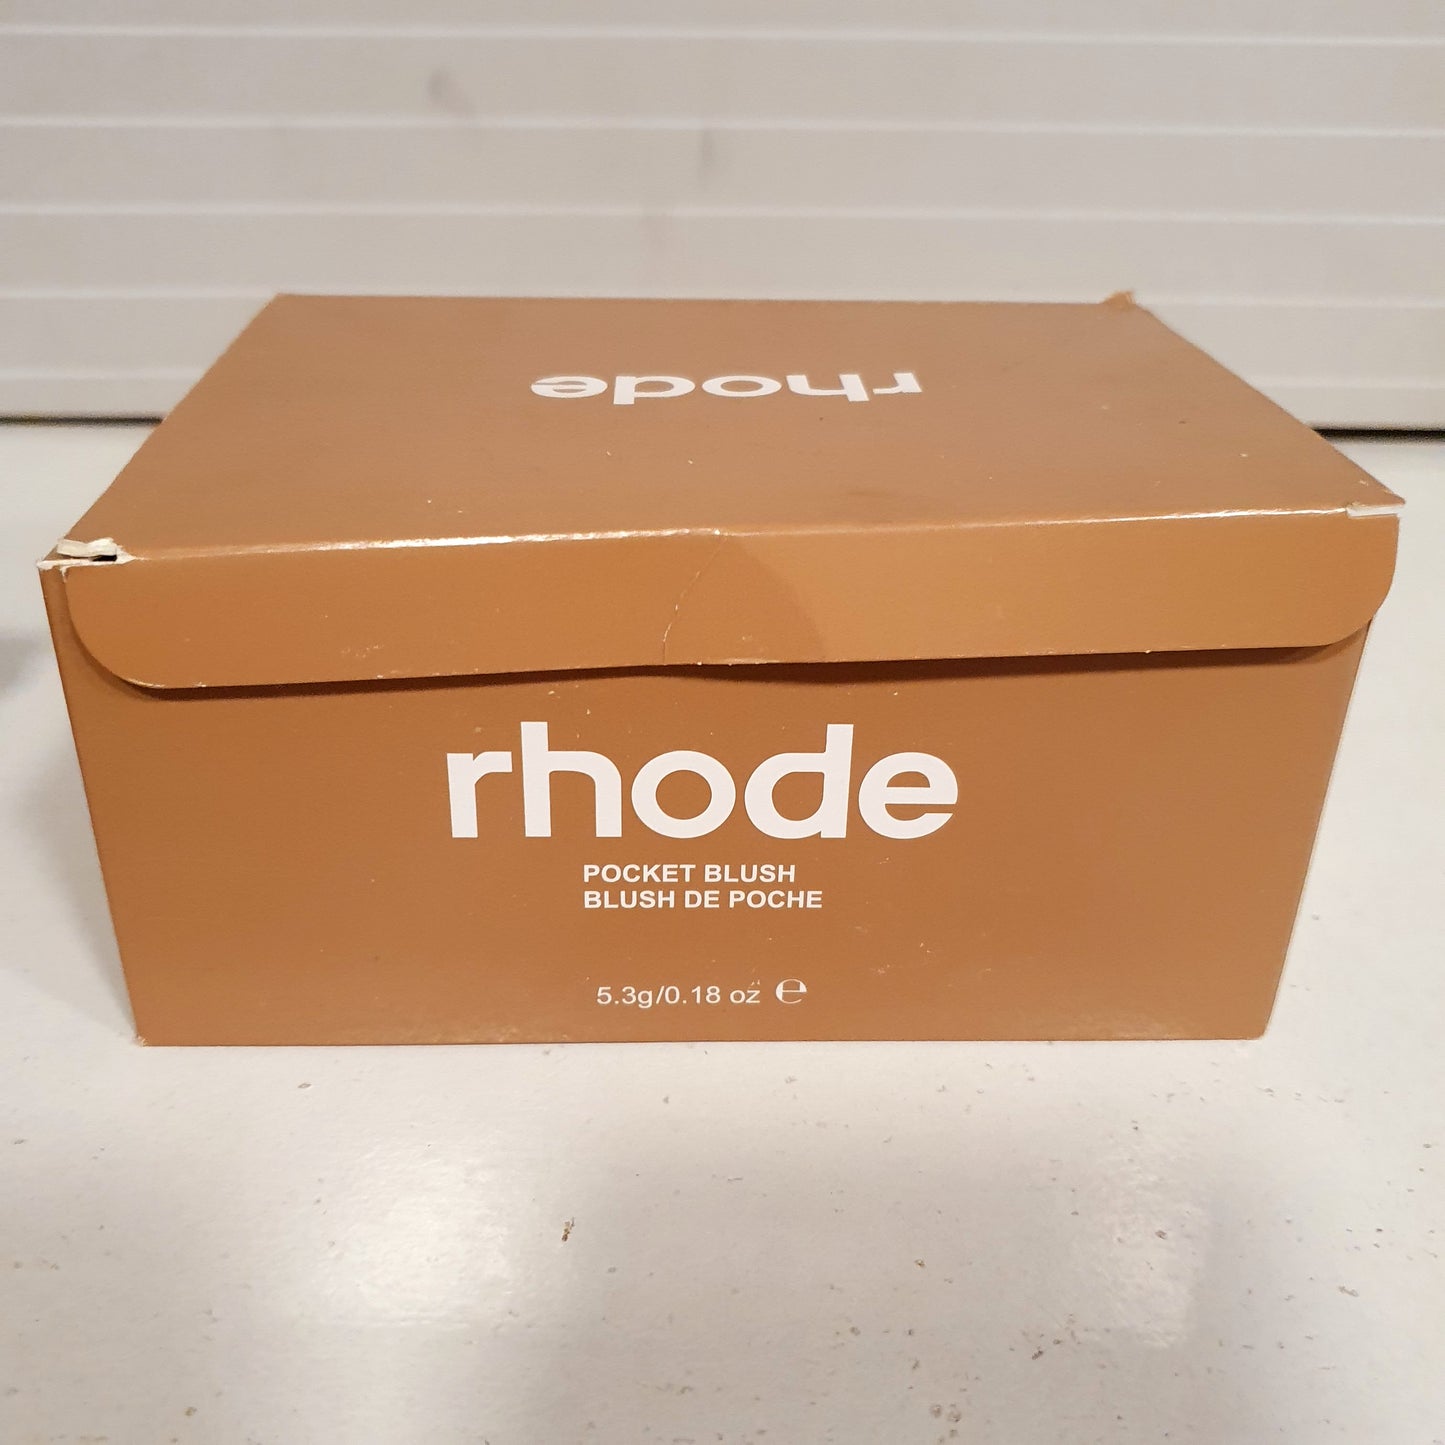 rhode
rhode
POCKET BLUSH
BLUSH DE POCHE
5.3g/0.18 oz ℮